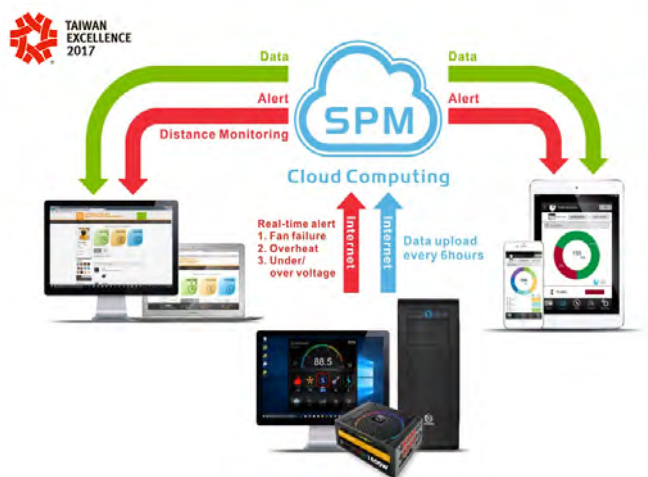 TAIWAN
EXCELLENCE
2017
Data
Data
Alert
Alert
Distance Monitoring
SPM
Cloud Computing
Real-time alert
1. Fan failure
2. Overheat
3. Under/
over voltage
Internet
Internet
Data upload
every 6hours
88.5